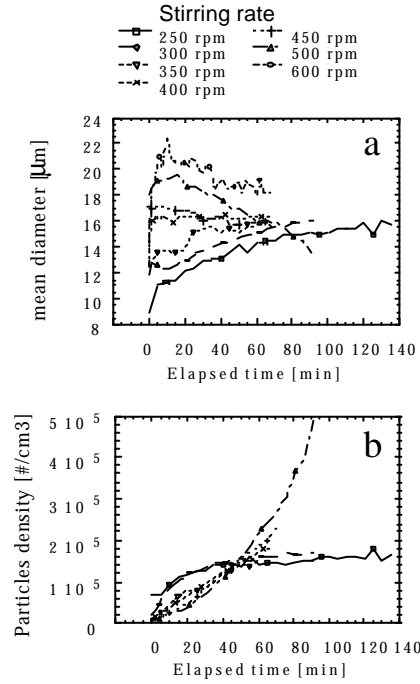 Stirring rate
250 rpm 450 rpm
300 rpm 500 rpm
350 rpm 600 rpm
400 rpm
a
mean diameter [µm]
24
22
20
18
16
14
12
10
8
0 20 40 60 80 100 120 140
Elapsed time [min]
b
Particles density [#/cm3]
5 10 5
4 10 5
3 10 5
2 10 5
1 10 5
0
0 20 40 60 80 100 120 140
Elapsed time [min]